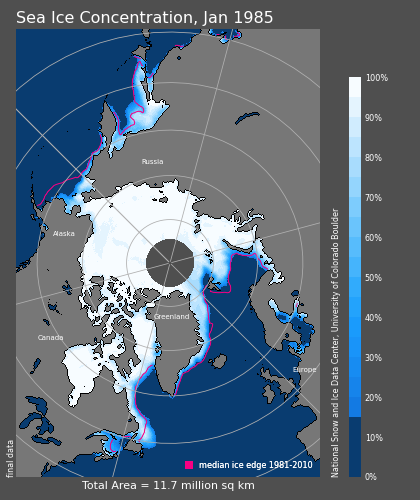 Sea Ice Concentration, Jan 1985
Russia
Alaska
Greenland
Canada
Europe
median ice edge 1981-2010
final data
Total Area = 11.7 million sq km
National Snow and Ice Data Center, University of Colorado Boulder
100%
90%
80%
70%
60%
50%
40%
30%
20%
10%
0%